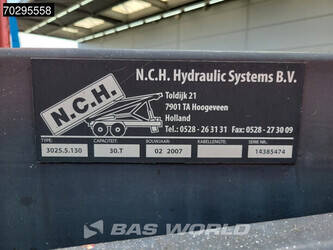 70295558
N.C.H. Hydraulic Systems B.V.
N.C.H.
Toldijk 21
7901 TA Hoogeveen
Holland
Tel.: 0528 - 26 31 31 Fax: 0528 - 27 30 09
TYPE: CAPACITEIT: BOUWJAAR: KABELLENGTE: SERIE NR.:
3025.5.130 30.T 02 2007 14385474
BAS WORLD